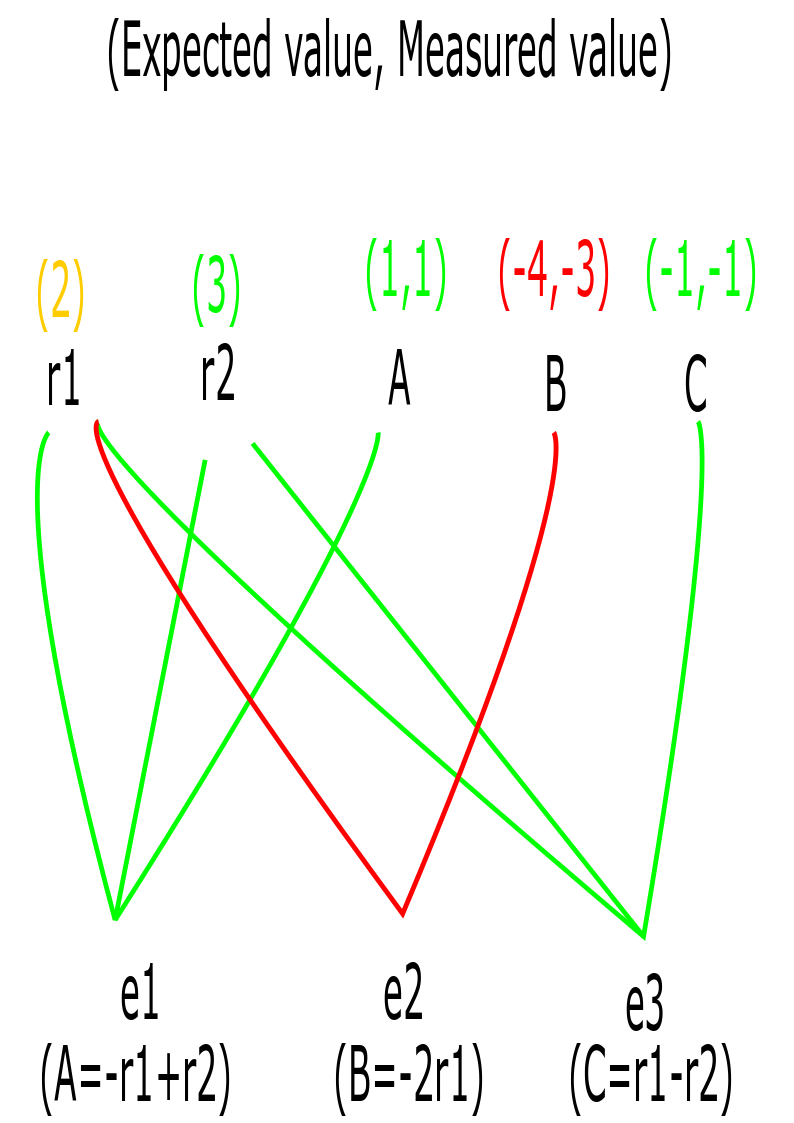 (Expected value, Measured value)
(2) (3) (1,1) (-4,-3) (-1,-1)
r1 r2 A B C
e1 e2 e3
(A=-r1+r2) (B=-2r1) (C=r1-r2)